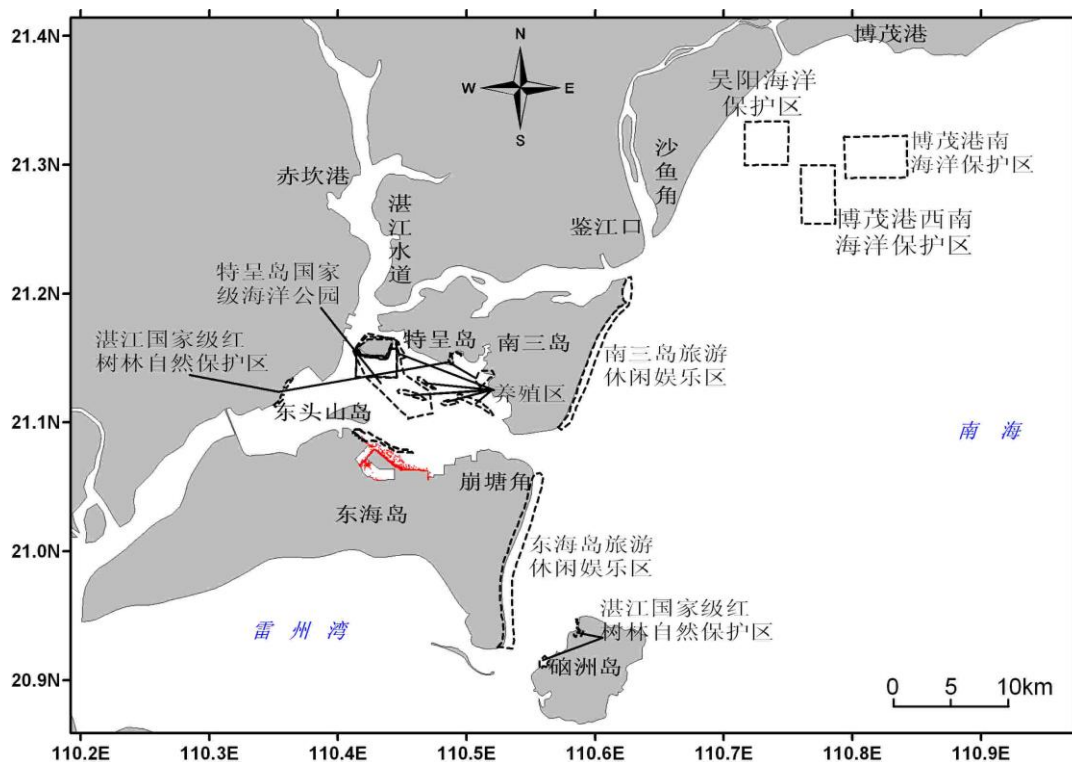 21.4N
21.3N
21.2N
21.1N
21.0N
20.9N
N
W
E
S
博茂港
吴阳海洋
保护区
博茂港南
海洋保护区
博茂港西南
海洋保护区
沙鱼角
赤坎港
湛江水道
鉴江口
特呈岛国家
级海洋公园
湛江国家级红
树林自然保护区
特呈岛
南三岛
南三岛旅游
休闲娱乐区
养殖区
东头山岛
南 海
崩塘角
东海岛
东海岛旅游
休闲娱乐区
湛江国家级红
树林自然保护区
雷 州 湾
硇洲岛
0 5 10km
110.2E 110.3E 110.4E 110.5E 110.6E 110.7E 110.8E 110.9E